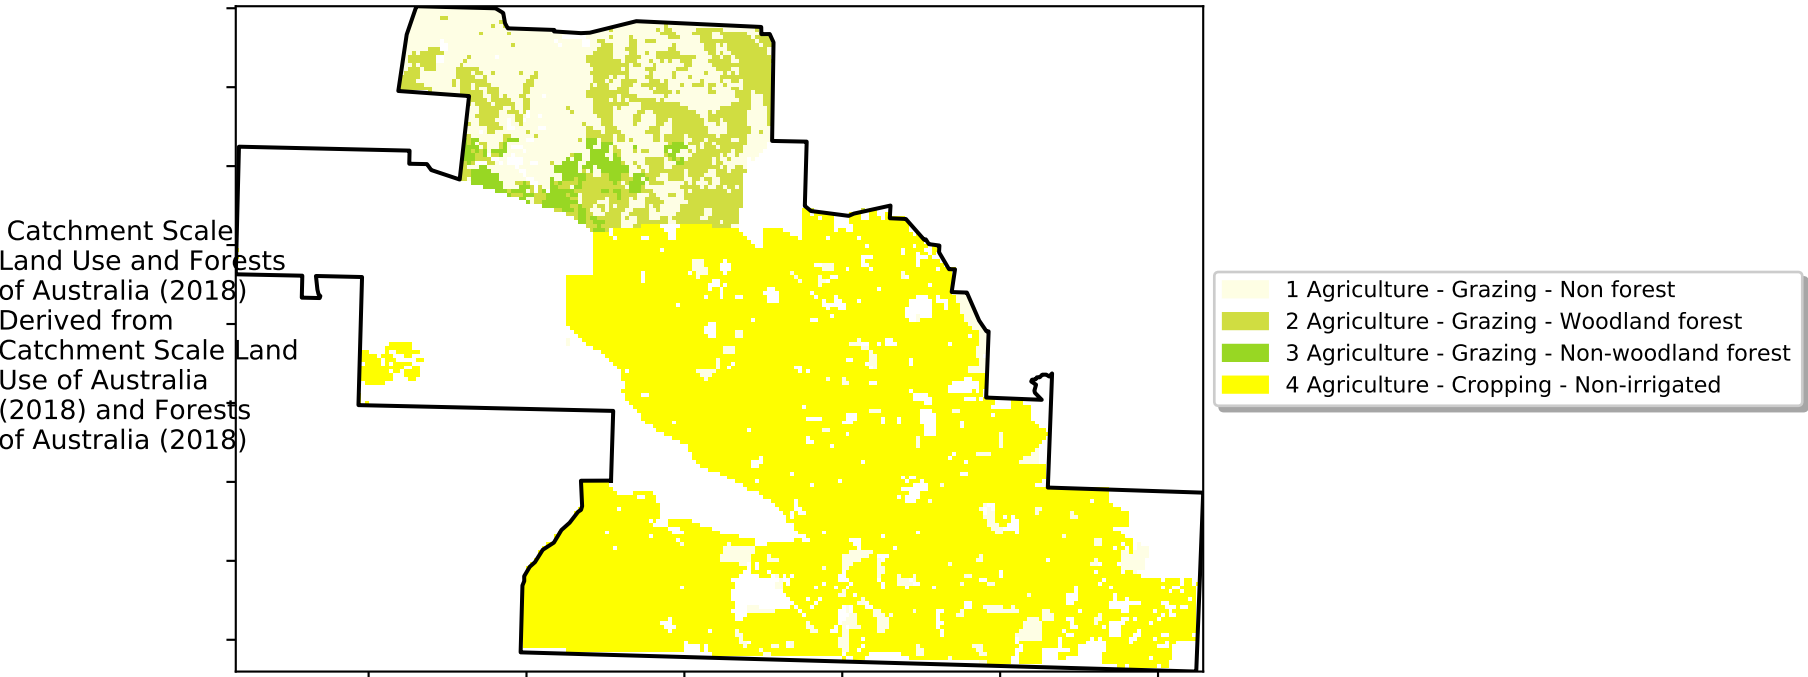 Catchment Scale
Land Use and Forests
of Australia (2018)
Derived from
Catchment Scale Land
Use of Australia
(2018) and Forests
of Australia (2018)
1 Agriculture - Grazing - Non forest
2 Agriculture - Grazing - Woodland forest
3 Agriculture - Grazing - Non-woodland forest
4 Agriculture - Cropping - Non-irrigated